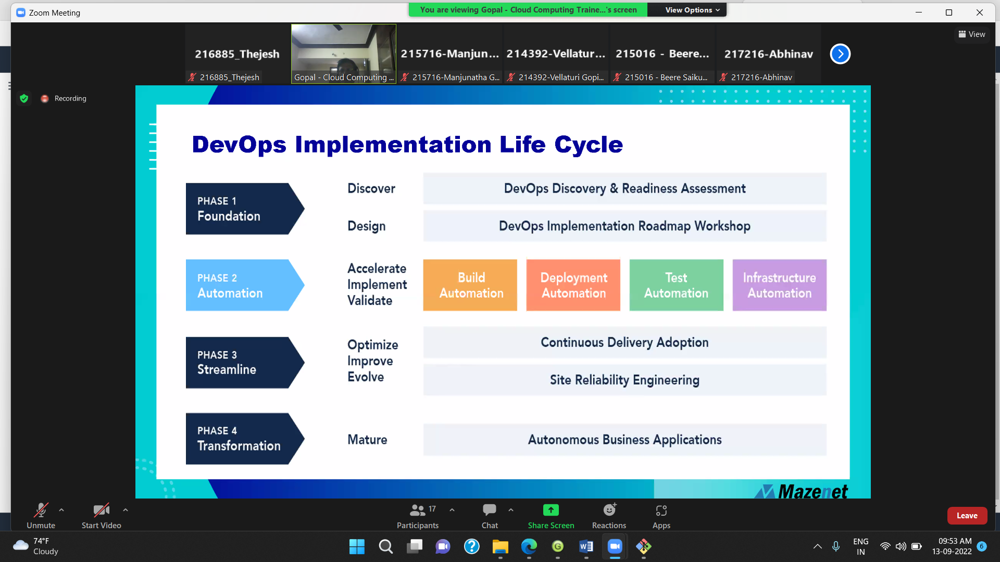 Zoom Meeting
You are viewing Gopal - Cloud Computing Traine...'s screen
View Options
View
216885_Thejesh
215716-Manjun...
214392-Vellatur...
215016 - Beere...
217216-Abhinav
216885_Thejesh
Gopal - Cloud Computing ...
215716-Manjunatha G...
214392-Vellaturi Gopi...
215016 - Beere Saiku...
217216-Abhinav
Recording
DevOps Implementation Life Cycle
PHASE 1
Foundation
Discover
DevOps Discovery & Readiness Assessment
Design
DevOps Implementation Roadmap Workshop
PHASE 2
Automation
Accelerate
Implement
Validate
Build
Automation
Deployment
Automation
Test
Automation
Infrastructure
Automation
PHASE 3
Streamline
Optimize
Improve
Evolve
Continuous Delivery Adoption
Site Reliability Engineering
PHASE 4
Transformation
Mature
Autonomous Business Applications
Mazenet
Unmute
Start Video
17
Participants
Chat
Share Screen
Reactions
Apps
Leave
74°F
Cloudy
ENG
IN
09:53 AM
13-09-2022
6